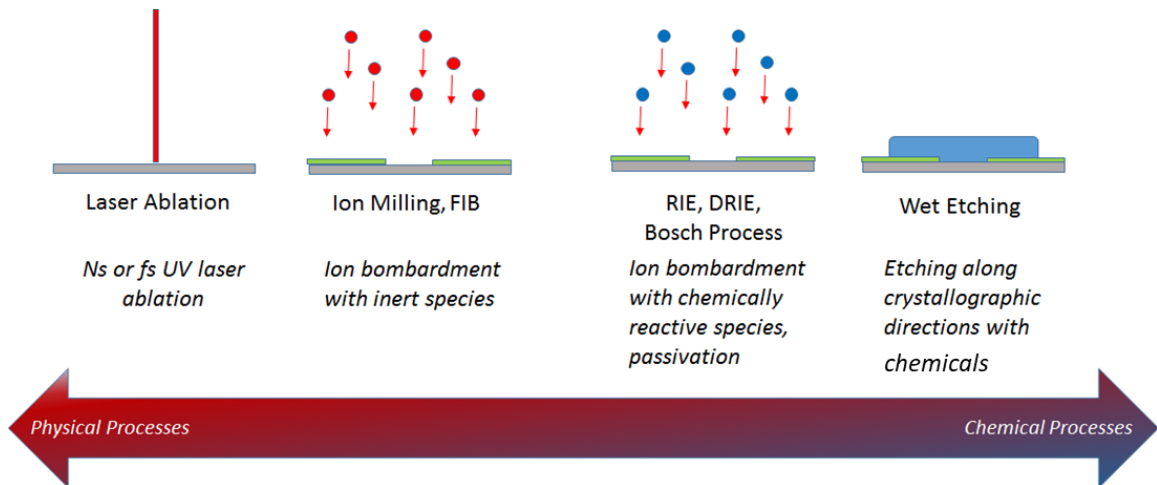 Laser Ablation
Ns or fs UV laser
ablation
Ion Milling, FIB
Ion bombardment
with inert species
RIE, DRIE,
Bosch Process
Ion bombardment
with chemically
reactive species,
passivation
Wet Etching
Etching along
crystallographic
directions with
chemicals
Physical Processes
Chemical Processes